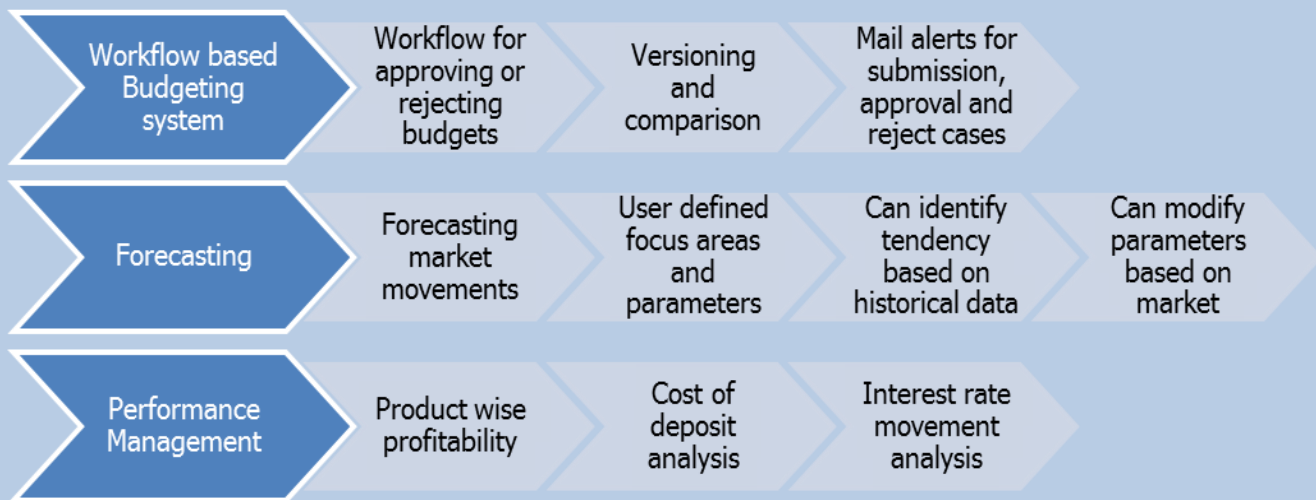 Workflow based
Budgeting
system
Workflow for
approving or
rejecting
budgets
Versioning
and
comparison
Mail alerts for
submission,
approval and
reject cases
Forecasting
Forecasting
market
movements
User defined
focus areas
and
parameters
Can identify
tendency
based on
historical data
Can modify
parameters
based on
market
Performance
Management
Product wise
profitability
Cost of
deposit
analysis
Interest rate
movement
analysis